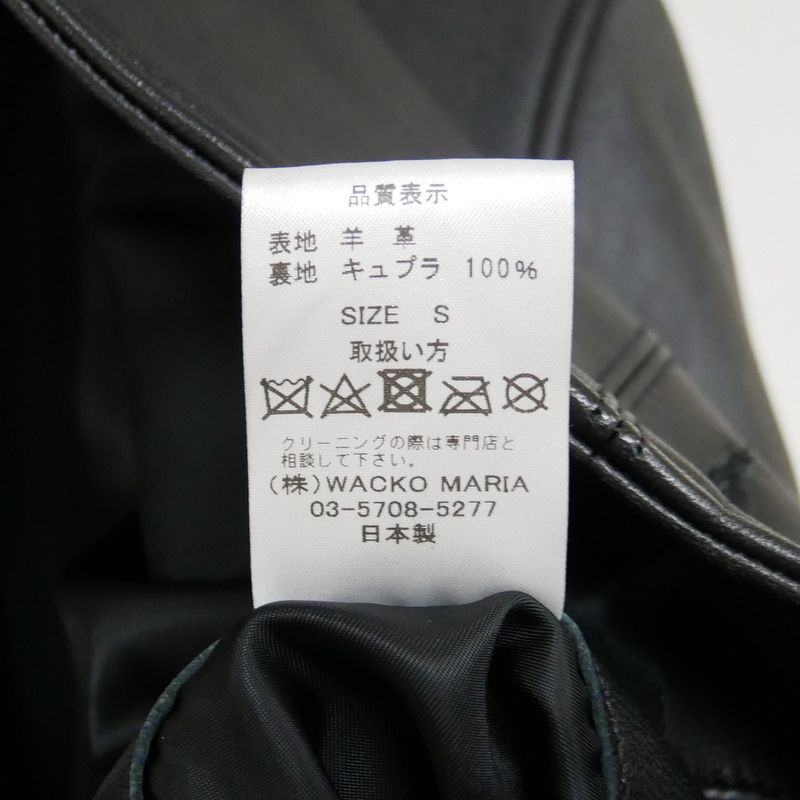 品質表示
表地 羊 革
裏地 キュプラ 100%
SIZE S
取扱い方
クリーニングの際は専門店と
相談して下さい。
(株)WACKO MARIA
03-5708-5277
日本製